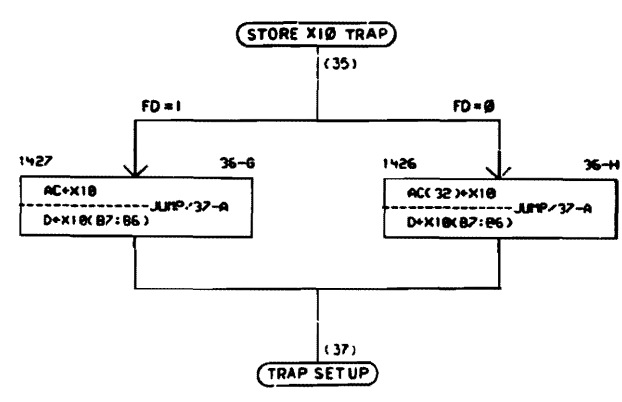 STORE X1Ø TRAP
(35)
FD=1
FD=Ø
1427
36-G
AC←X10
JUMP/37-A
D←X10(B7:B6)
1426
36-H
AC(32)←X10
JUMP/37-A
D←X10(B7:B6)
(37)
TRAP SETUP